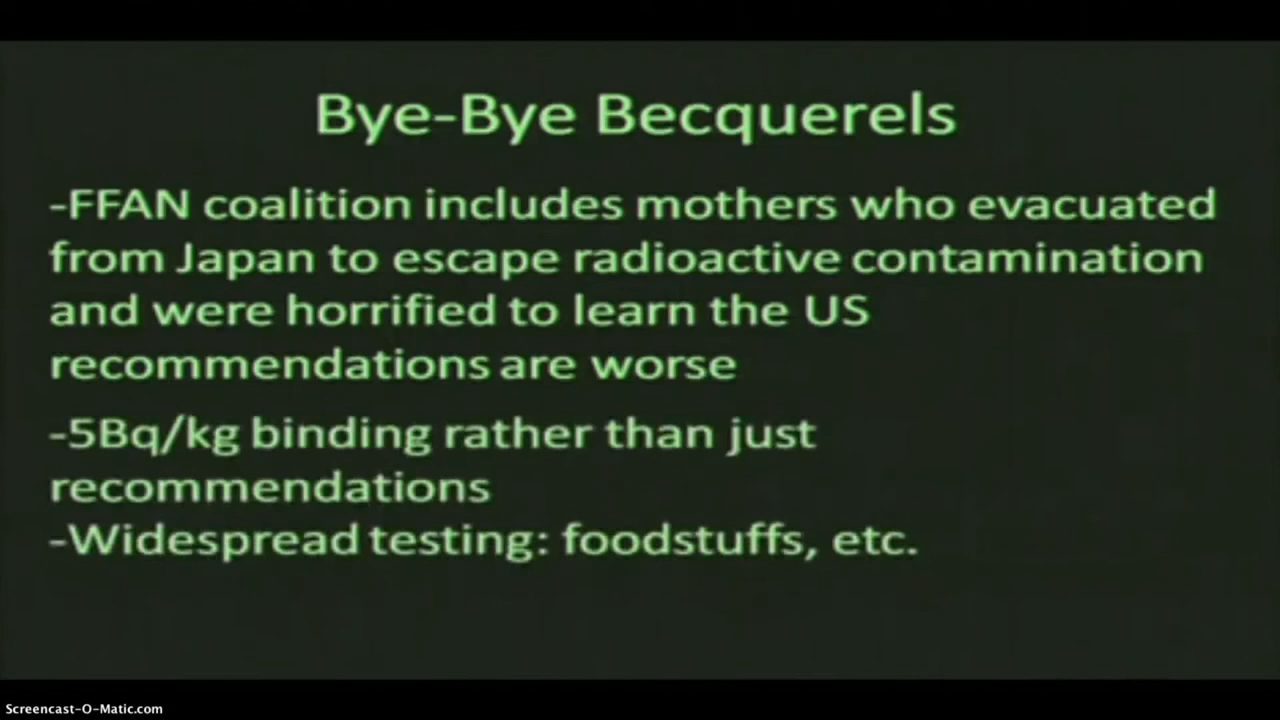 Bye-Bye Becquerels
-FFAN coalition includes mothers who evacuated
from Japan to escape radioactive contamination
and were horrified to learn the US
recommendations are worse
-5Bq/kg binding rather than just
recommendations
-Widespread testing: foodstuffs, etc.
Screencast-O-Matic.com